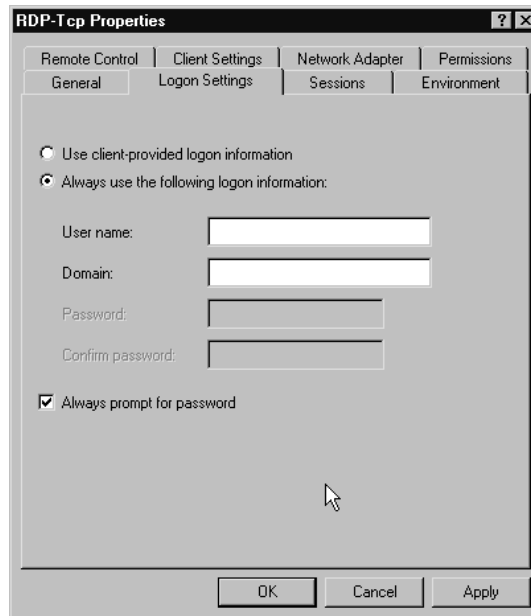 RDP-Tcp Properties
Remote Control Client Settings Network Adapter Permissions
General Logon Settings Sessions Environment
Use client-provided logon information
Always use the following logon information:
User name:
Domain:
Password:
Confirm password:
Always prompt for password
OK Cancel Apply